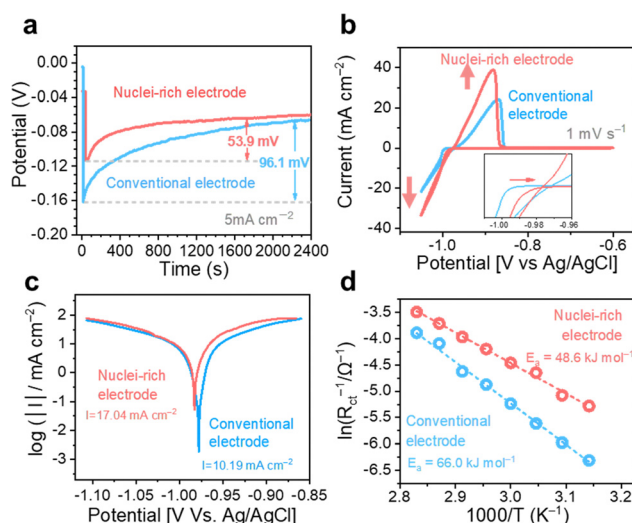 a
0.00
-0.04
-0.08
-0.12
-0.16
-0.20
Potential (V)
Nuclei-rich electrode
53.9 mV
96.1 mV
Conventional electrode
5mA cm⁻²
0 400 800 1200 1600 2000 2400
Time (s)
b
40
20
0
-20
-40
Current (mA cm⁻²)
Nuclei-rich electrode
Conventional
electrode
1 mV s⁻¹
-1.00 -0.98 -0.96
-1.0 -0.8 -0.6
Potential [V vs Ag/AgCl]
c
3
2
1
0
-1
-2
-3
log (|I|/ mA cm⁻²)
Nuclei-rich
electrode
I=17.04 mA cm⁻²
Conventional
electrode
I=10.19 mA cm⁻²
-1.10 -1.05 -1.00 -0.95 -0.90 -0.85
Potential [V Vs. Ag/AgCl]
d
-3.5
-4.0
-4.5
-5.0
-5.5
-6.0
-6.5
ln(Rct⁻¹/Ω⁻¹)
Nuclei-rich
electrode
Ea = 48.6 kJ mol⁻¹
Conventional
electrode
Ea = 66.0 kJ mol⁻¹
2.8 2.9 3.0 3.1 3.2
1000/T (K⁻¹)